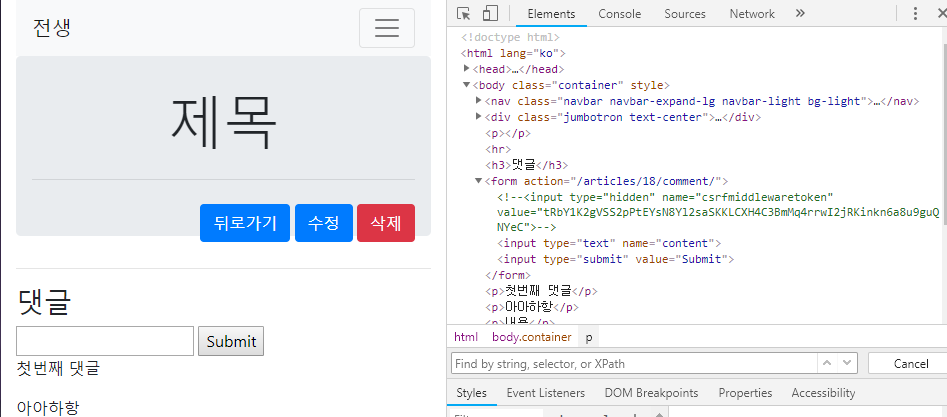 전생
제목
뒤로가기 수정 삭제
댓글
Submit
첫번째 댓글
아아하항
Elements Console Sources Network »
<!doctype html>
<html lang="ko">
<head>…</head>
<body class="container" style>
<nav class="navbar navbar-expand-lg navbar-light bg-light">…</nav>
<div class="jumbotron text-center">…</div>
<p></p>
<hr>
<h3>댓글</h3>
<form action="/articles/18/comment/">
<!--<input type="hidden" name="csrfmiddlewaretoken"
value="tRbY1K2gVSS2pPtEYsN8Yl2saSKKLCXH4C3BmMq4rrwI2jRKinkn6a8u9guQ
NYeC">-->
<input type="text" name="content">
<input type="submit" value="Submit">
</form>
<p>첫번째 댓글</p>
<p>아아하항</p>
<p>내용</p>
html body.container p
Find by string, selector, or XPath Cancel
Styles Event Listeners DOM Breakpoints Properties Accessibility